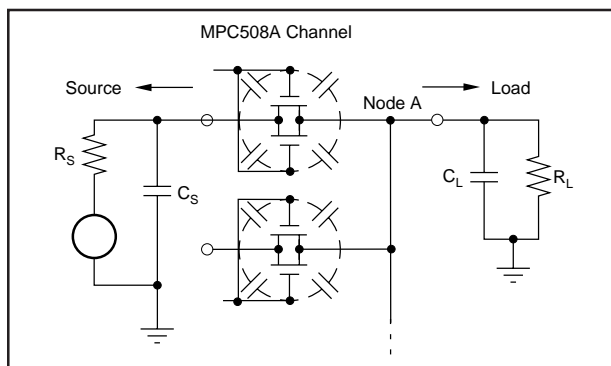 MPC508A Channel
Source
Node A
Load
RS
CS
CL
RL